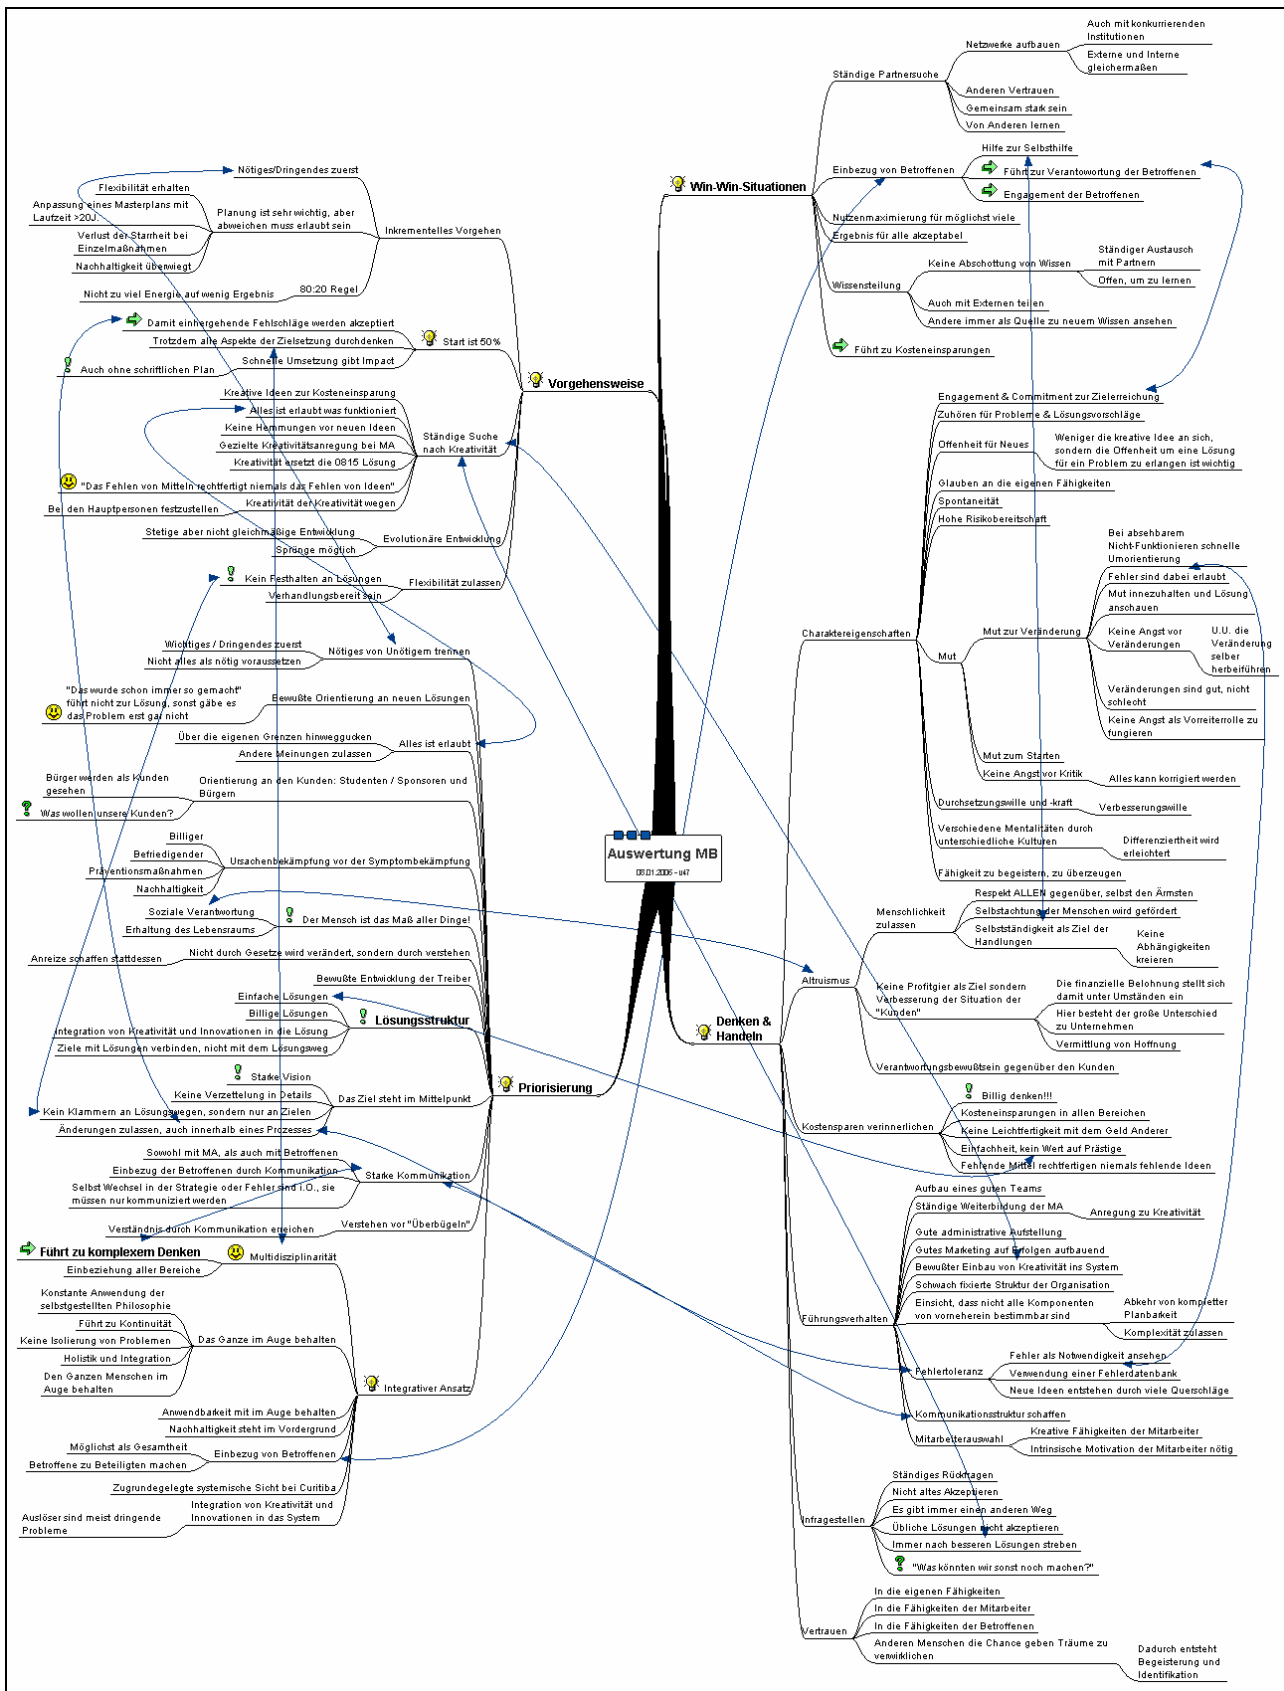 Auswertung MB
08.01.2006 - v47
Win-Win-Situationen
Ständige Partnersuche
Netzwerke aufbauen
Auch mit konkurrierenden
Institutionen
Externe und Interne
gleichermaßen
Anderen Vertrauen
Gemeinsam stark sein
Von Anderen lernen
Einbezug von Betroffenen
Hilfe zur Selbsthilfe
Führt zur Verantowortung der Betroffenen
Engagement der Betroffenen
Nutzenmaximierung für möglichst viele
Ergebnis für alle akzeptabel
Wissensteilung
Keine Abschottung von Wissen
Ständiger Austausch
mit Partnern
Offen, um zu lernen
Auch mit Externen teilen
Andere immer als Quelle zu neuem Wissen ansehen
Führt zu Kosteneinsparungen
Vorgehensweise
Inkrementelles Vorgehen
Nötiges/Dringendes zuerst
Planung ist sehr wichtig, aber
abweichen muss erlaubt sein
Flexibilität erhalten
Anpassung eines Masterplans mit
Laufzeit >20J.
Verlust der Starrheit bei
Einzelmaßnahmen
Nachhaltigkeit überwiegt
80:20 Regel
Nicht zu viel Energie auf wenig Ergebnis
Start ist 50%
Damit einhergehende Fehlschläge werden akzeptiert
Trotzdem alle Aspekte der Zielsetzung durchdenken
Schnelle Umsetzung gibt Impact
Auch ohne schriftlichen Plan
Ständige Suche
nach Kreativität
Kreative Ideen zur Kosteneinsparung
Alles ist erlaubt was funktioniert
Keine Hemmungen vor neuen Ideen
Gezielte Kreativitätsanregung bei MA
Kreativität ersetzt die 0815 Lösung
"Das Fehlen von Mitteln rechtfertigt niemals das Fehlen von Ideen"
Kreativität der Kreativität wegen
Bei den Hauptpersonen festzustellen
Evolutionäre Entwicklung
Stetige aber nicht gleichmäßige Entwicklung
Sprünge möglich
Flexibilität zulassen
Kein Festhalten an Lösungen
Verhandlungsbereit sein
Denken &
Handeln
Charaktereigenschaften
Engagement & Commitment zur Zielerreichung
Zuhören für Probleme & Lösungsvorschläge
Offenheit für Neues
Weniger die kreative Idee an sich,
sondern die Offenheit um eine Lösung
für ein Problem zu erlangen ist wichtig
Glauben an die eigenen Fähigkeiten
Spontaneität
Hohe Risikobereitschaft
Mut
Mut zur Veränderung
Bei absehbarem
Nicht-Funktionieren schnelle
Umorientierung
Fehler sind dabei erlaubt
Mut innezuhalten und Lösung
anschauen
Keine Angst vor
Veränderungen
U.U. die
Veränderung
selber
herbeiführen
Veränderungen sind gut, nicht
schlecht
Keine Angst als Vorreiterrolle zu
fungieren
Mut zum Starten
Keine Angst vor Kritik
Alles kann korrigiert werden
Durchsetzungswille und -kraft
Verbesserungswille
Verschiedene Mentalitäten durch
unterschiedliche Kulturen
Differenziertheit wird
erleichtert
Fähigkeit zu begeistern, zu überzeugen
Altruismus
Menschlichkeit
zulassen
Respekt ALLEN gegenüber, selbst den Ärmsten
Selbstachtung der Menschen wird gefördert
Selbstständigkeit als Ziel der
Handlungen
Keine
Abhängigkeiten
kreieren
Keine Profitgier als Ziel sondern
Verbesserung der Situation der
"Kunden"
Die finanzielle Belohnung stellt sich
damit unter Umständen ein
Hier besteht der große Unterschied
zu Unternehmen
Vermittlung von Hoffnung
Verantwortungsbewußtsein gegenüber den Kunden
Kostensparen verinnerlichen
Billig denken!!!
Kosteneinsparungen in allen Bereichen
Keine Leichtfertigkeit mit dem Geld Anderer
Einfachheit, kein Wert auf Prästige
Fehlende Mittel rechtfertigen niemals fehlende Ideen
Führungsverhalten
Aufbau eines guten Teams
Ständige Weiterbildung der MA
Anregung zu Kreativität
Gute administrative Aufstellung
Gutes Marketing auf Erfolgen aufbauend
Bewußter Einbau von Kreativität ins System
Schwach fixierte Struktur der Organisation
Einsicht, dass nicht alle Komponenten
von vorneherein bestimmbar sind
Abkehr von kompletter
Planbarkeit
Komplexität zulassen
Fehlertoleranz
Fehler als Notwendigkeit ansehen
Verwendung einer Fehlerdatenbank
Neue Ideen entstehen durch viele Querschläge
Kommunikationsstruktur schaffen
Mitarbeiterauswahl
Kreative Fähigkeiten der Mitarbeiter
Intrinsische Motivation der Mitarbeiter nötig
Infragestellen
Ständiges Rückfragen
Nicht altes Akzeptieren
Es gibt immer einen anderen Weg
Übliche Lösungen nicht akzeptieren
Immer nach besseren Lösungen streben
"Was könnten wir sonst noch machen?"
Vertrauen
In die eigenen Fähigkeiten
In die Fähigkeiten der Mitarbeiter
In die Fähigkeiten der Betroffenen
Anderen Menschen die Chance geben Träume zu
verwirklichen
Dadurch entsteht
Begeisterung und
Identifikation
Priorisierung
Nötiges von Unötigem trennen
Wichtiges / Dringendes zuerst
Nicht alles als nötig voraussetzen
Bewußte Orientierung an neuen Lösungen
"Das wurde schon immer so gemacht"
führt nicht zur Lösung, sonst gäbe es
das Problem erst gar nicht
Alles ist erlaubt
Über die eigenen Grenzen hinweggucken
Andere Meinungen zulassen
Orientierung an den Kunden: Studenten / Sponsoren und
Bürgern
Bürger werden als Kunden
gesehen
Was wollen unsere Kunden?
Ursachenbekämpfung vor der Symptombekämpfung
Billiger
Befriedigender
Präventionsmaßnahmen
Nachhaltigkeit
Der Mensch ist das Maß aller Dinge!
Soziale Verantwortung
Erhaltung des Lebensraums
Nicht durch Gesetze wird verändert, sondern durch verstehen
Anreize schaffen stattdessen
Bewußte Entwicklung der Treiber
Lösungsstruktur
Einfache Lösungen
Billige Lösungen
Integration von Kreativität und Innovationen in die Lösung
Ziele mit Lösungen verbinden, nicht mit dem Lösungsweg
Das Ziel steht im Mittelpunkt
Starke Vision
Keine Verzettelung in Details
Kein Klammern an Lösungswegen, sondern nur an Zielen
Änderungen zulassen, auch innerhalb eines Prozesses
Starke Kommunikation
Sowohl mit MA, als auch mit Betroffenen
Einbezug der Betroffenen durch Kommunikation
Selbst Wechsel in der Strategie oder Fehler sind i.O., sie
müssen nur kommuniziert werden
Verstehen vor "Überbügeln"
Verständnis durch Kommunikation erreichen
Integrativer Ansatz
Multidisziplinarität
Führt zu komplexem Denken
Einbeziehung aller Bereiche
Das Ganze im Auge behalten
Konstante Anwendung der
selbstgestellten Philosophie
Führt zu Kontinuität
Keine Isolierung von Problemen
Holistik und Integration
Den Ganzen Menschen im
Auge behalten
Anwendbarkeit mit im Auge behalten
Nachhaltigkeit steht im Vordergrund
Einbezug von Betroffenen
Möglichst als Gesamtheit
Betroffene zu Beteiligten machen
Zugrundegelegte systemische Sicht bei Curitiba
Integration von Kreativität und
Innovationen in das System
Auslöser sind meist dringende
Probleme